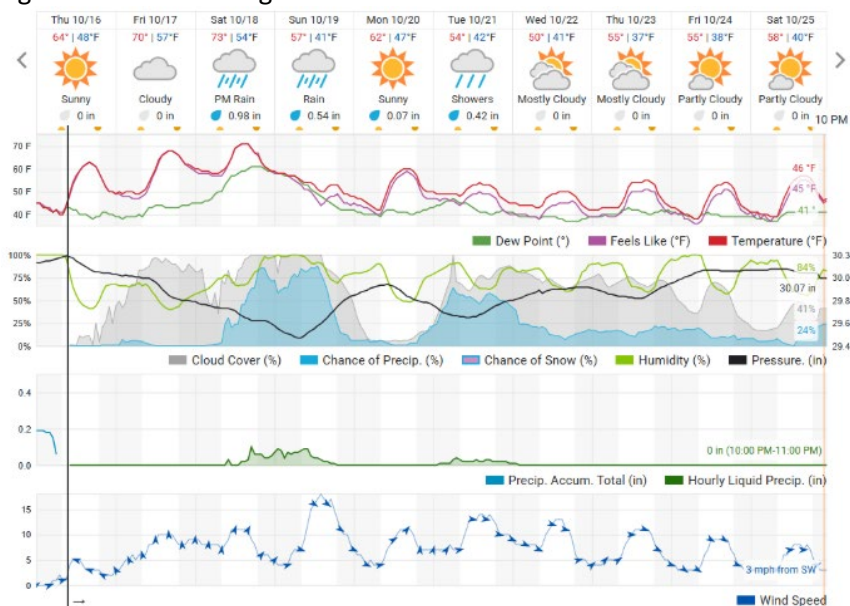 Thu 10/16 Fri 10/17 Sat 10/18 Sun 10/19 Mon 10/20 Tue 10/21 Wed 10/22 Thu 10/23 Fri 10/24 Sat 10/25
64° | 48°F 70° | 57°F 73° | 54°F 57° | 41°F 62° | 47°F 54° | 42°F 50° | 41°F 55° | 37°F 55° | 38°F 58° | 40°F
Sunny Cloudy PM Rain Rain Sunny Showers Mostly Cloudy Mostly Cloudy Partly Cloudy Partly Cloudy
0 in 0 in 0.98 in 0.54 in 0.07 in 0.42 in 0 in 0 in 0 in 0 in 10 PM
70 F
60 F
50 F
40 F
46 °F
45 °F
41 °
Dew Point (°) Feels Like (°F) Temperature (°F)
100% 30.3
75% 30.0
50% 29.8
25% 29.6
0% 29.4
84%
30.07 in
41%
24%
Cloud Cover (%) Chance of Precip. (%) Chance of Snow (%) Humidity (%) Pressure. (in)
0.4
0.2
0.0
0 in (10:00 PM-11:00 PM)
Precip. Accum. Total (in) Hourly Liquid Precip. (in)
15
10
5
0
3 mph from SW
Wind Speed